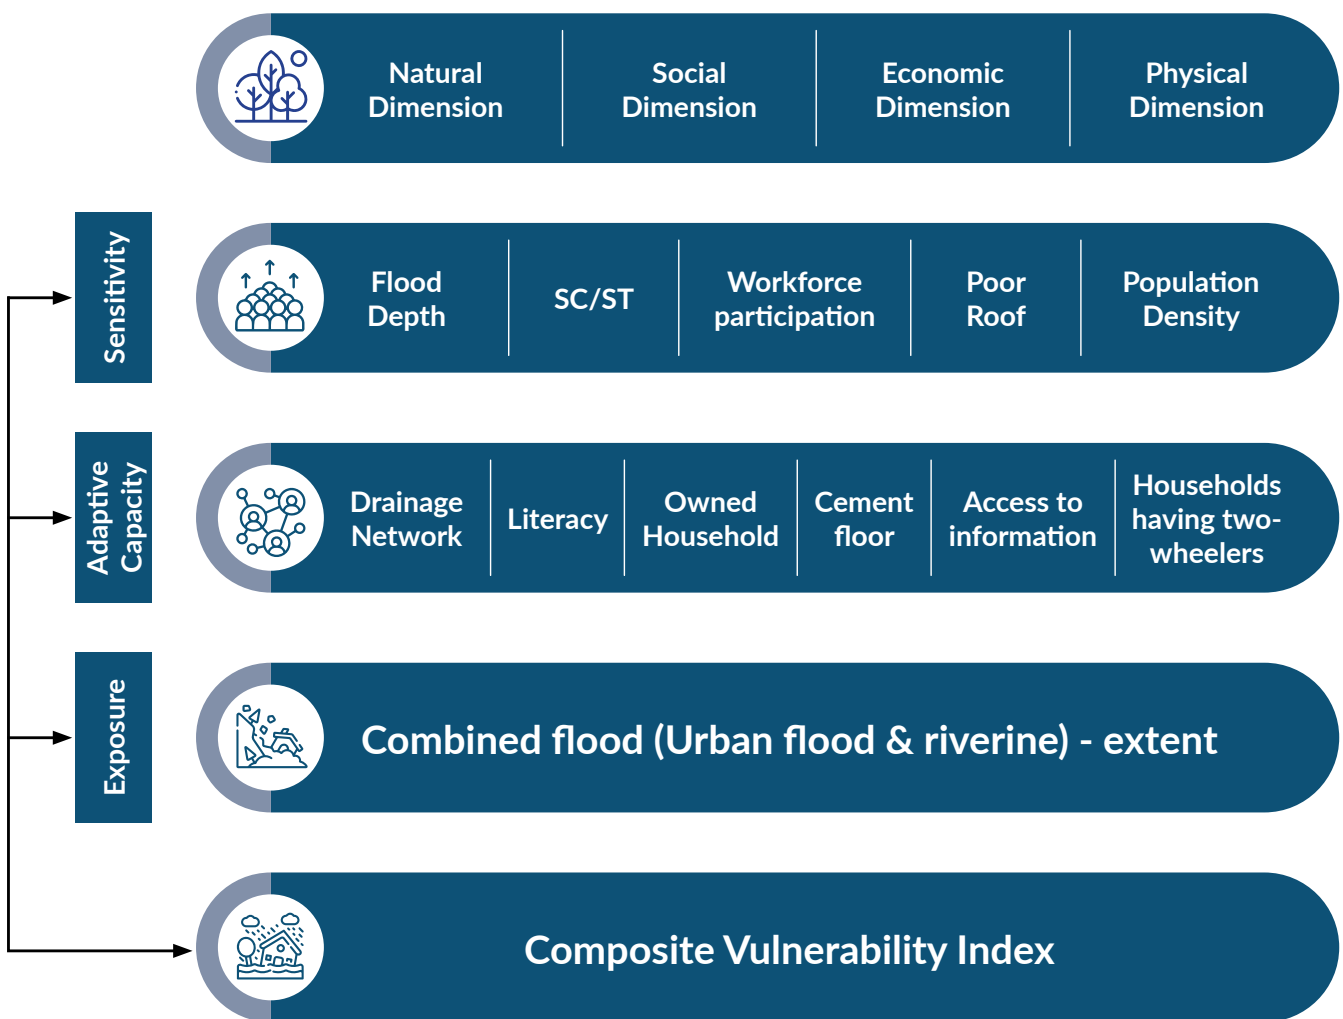 Natural
Dimension
Social
Dimension
Economic
Dimension
Physical
Dimension
Sensitivity
Flood
Depth
SC/ST
Workforce
participation
Poor
Roof
Population
Density
Adaptive
Capacity
Drainage
Network
Literacy
Owned
Household
Cement
floor
Access to
information
Households
having two-
wheelers
Exposure
Combined flood (Urban flood & riverine) - extent
Composite Vulnerability Index